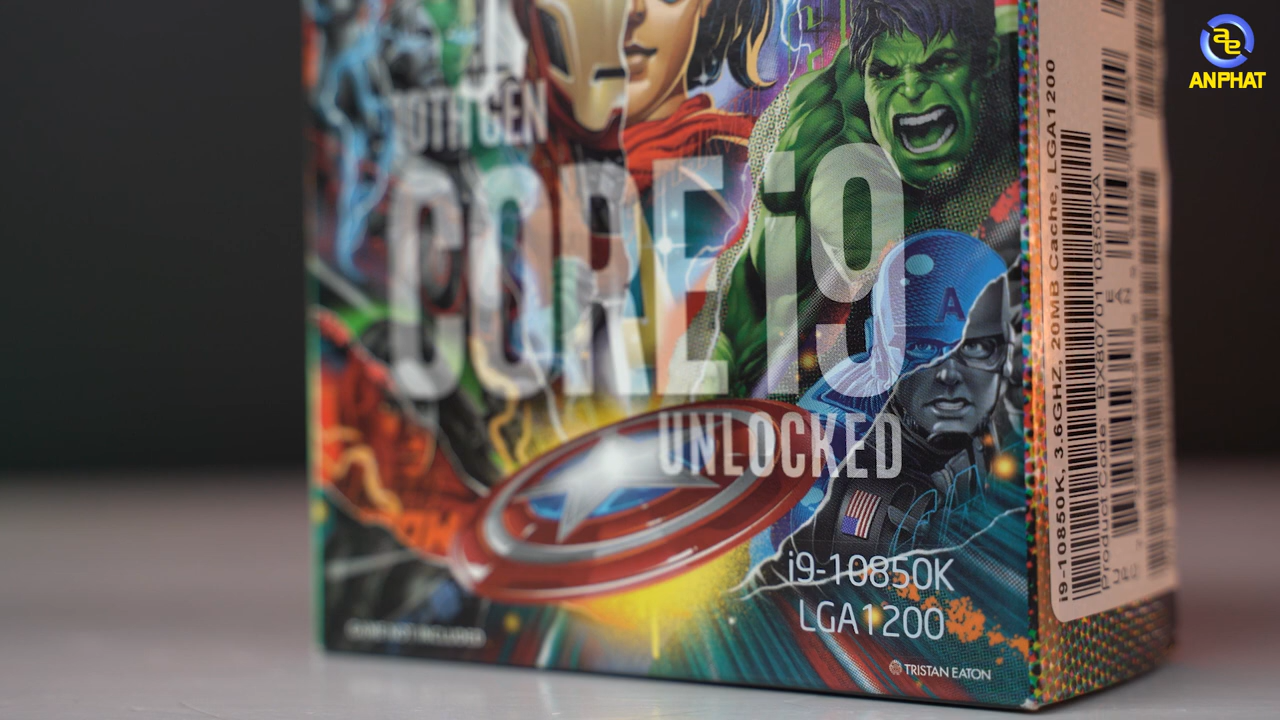 ae
ANPHAT
10TH GEN
CORE i9
UNLOCKED
A
i9-10850K
LGA1200
TRISTAN EATON
i9-10850K, 3.6GHZ, 20MB Cache, LGA1200
Product Code BX8070110850KA